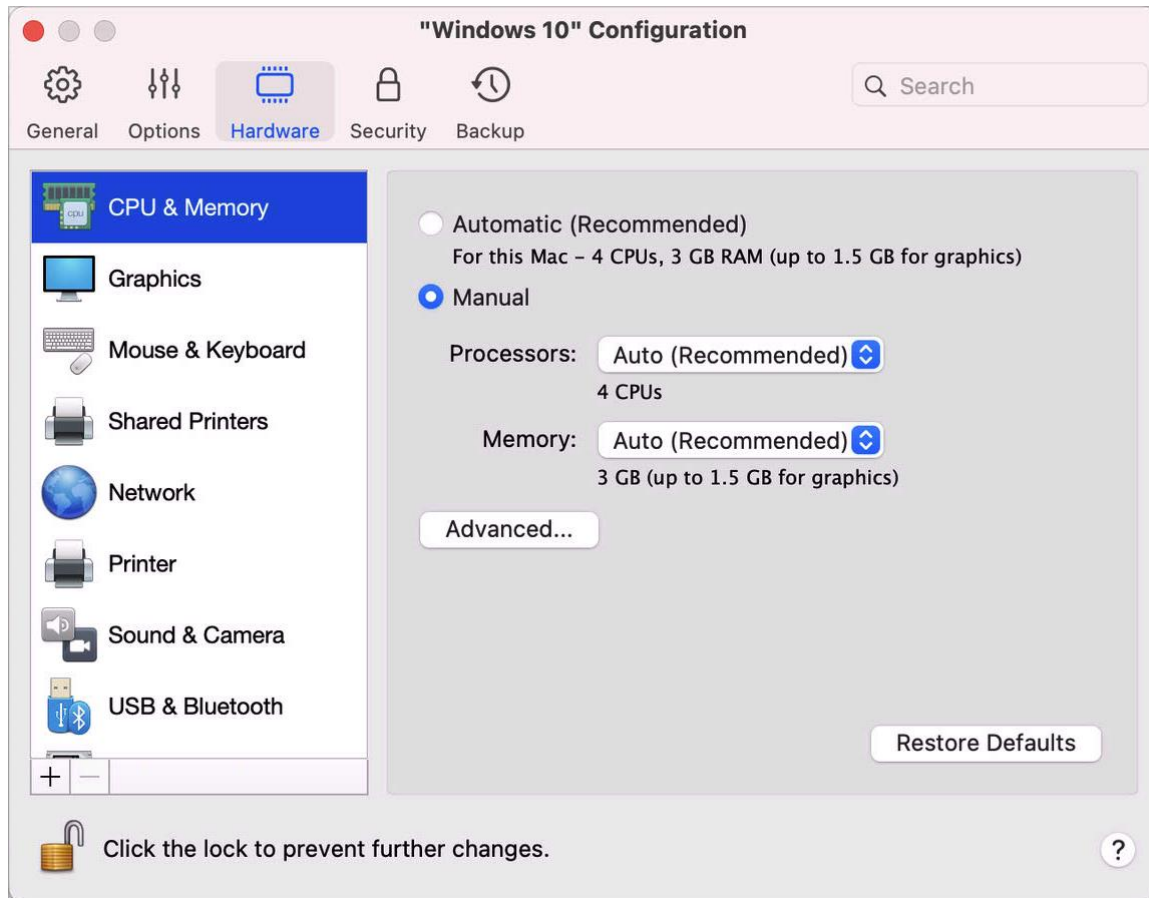 "Windows 10" Configuration
General Options Hardware Security Backup
Search
CPU & Memory
Graphics
Mouse & Keyboard
Shared Printers
Network
Printer
Sound & Camera
USB & Bluetooth
Automatic (Recommended)
For this Mac – 4 CPUs, 3 GB RAM (up to 1.5 GB for graphics)
Manual
Processors: Auto (Recommended)
4 CPUs
Memory: Auto (Recommended)
3 GB (up to 1.5 GB for graphics)
Advanced...
Restore Defaults
Click the lock to prevent further changes.
?